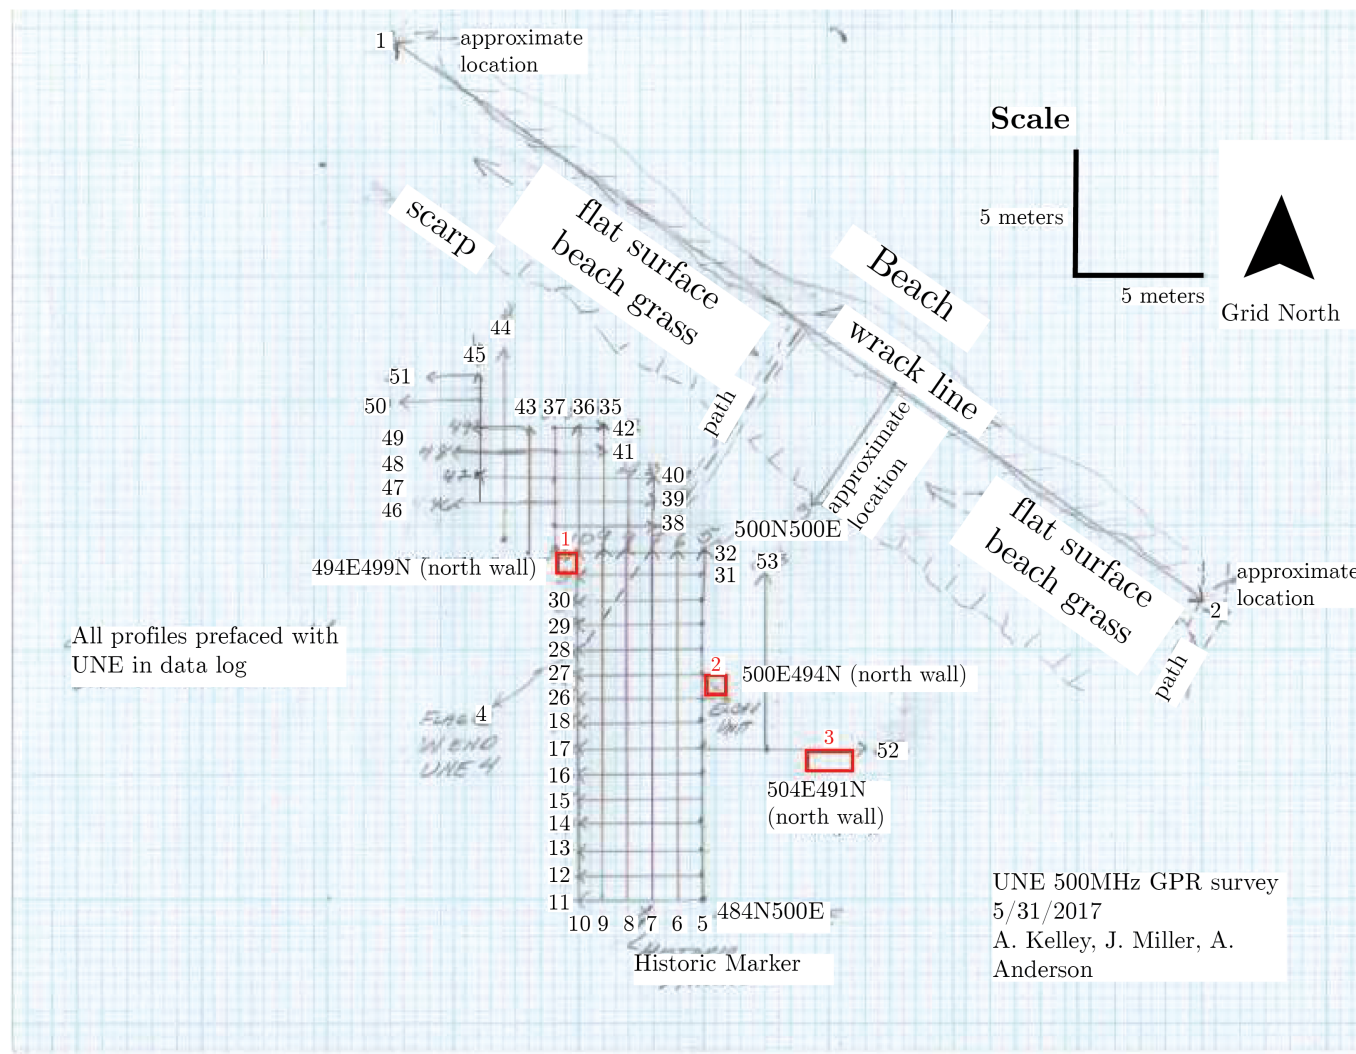 1
approximate
location
Scale
5 meters
5 meters
Grid North
scarp
flat surface
beach grass
Beach
wrack line
path
approximate
location
44
45
51
50
43 37 36 35
49
42
48
41
47
40
46
39
38
1
494E499N (north wall)
500N500E
32
31
53
flat surface
beach grass
approximate
location
2
path
All profiles prefaced with
UNE in data log
30
29
28
27
26
18
17
16
15
14
13
12
11
4
FLAG
W END
UNE 4
2
500E494N (north wall)
UNIT
3
52
504E491N
(north wall)
10 9 8 7 6 5
484N500E
Historic Marker
UNE 500MHz GPR survey
5/31/2017
A. Kelley, J. Miller, A.
Anderson